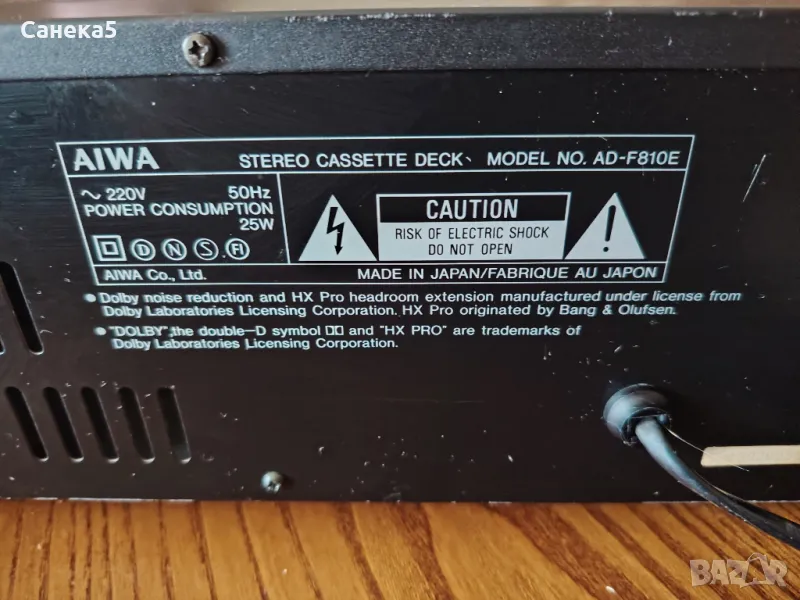 Санека5
AIWA STEREO CASSETTE DECK、 MODEL NO. AD-F810E
~ 220V 50Hz
POWER CONSUMPTION
25W
D N S FI
AIWA Co., Ltd.
CAUTION
RISK OF ELECTRIC SHOCK
DO NOT OPEN
MADE IN JAPAN/FABRIQUE AU JAPON
• Dolby noise reduction and HX Pro headroom extension manufactured under license from
Dolby Laboratories Licensing Corporation. HX Pro originated by Bang & Olufsen.
• "DOLBY",the double-D symbol and "HX PRO" are trademarks of
Dolby Laboratories Licensing Corporation.
BAZAR